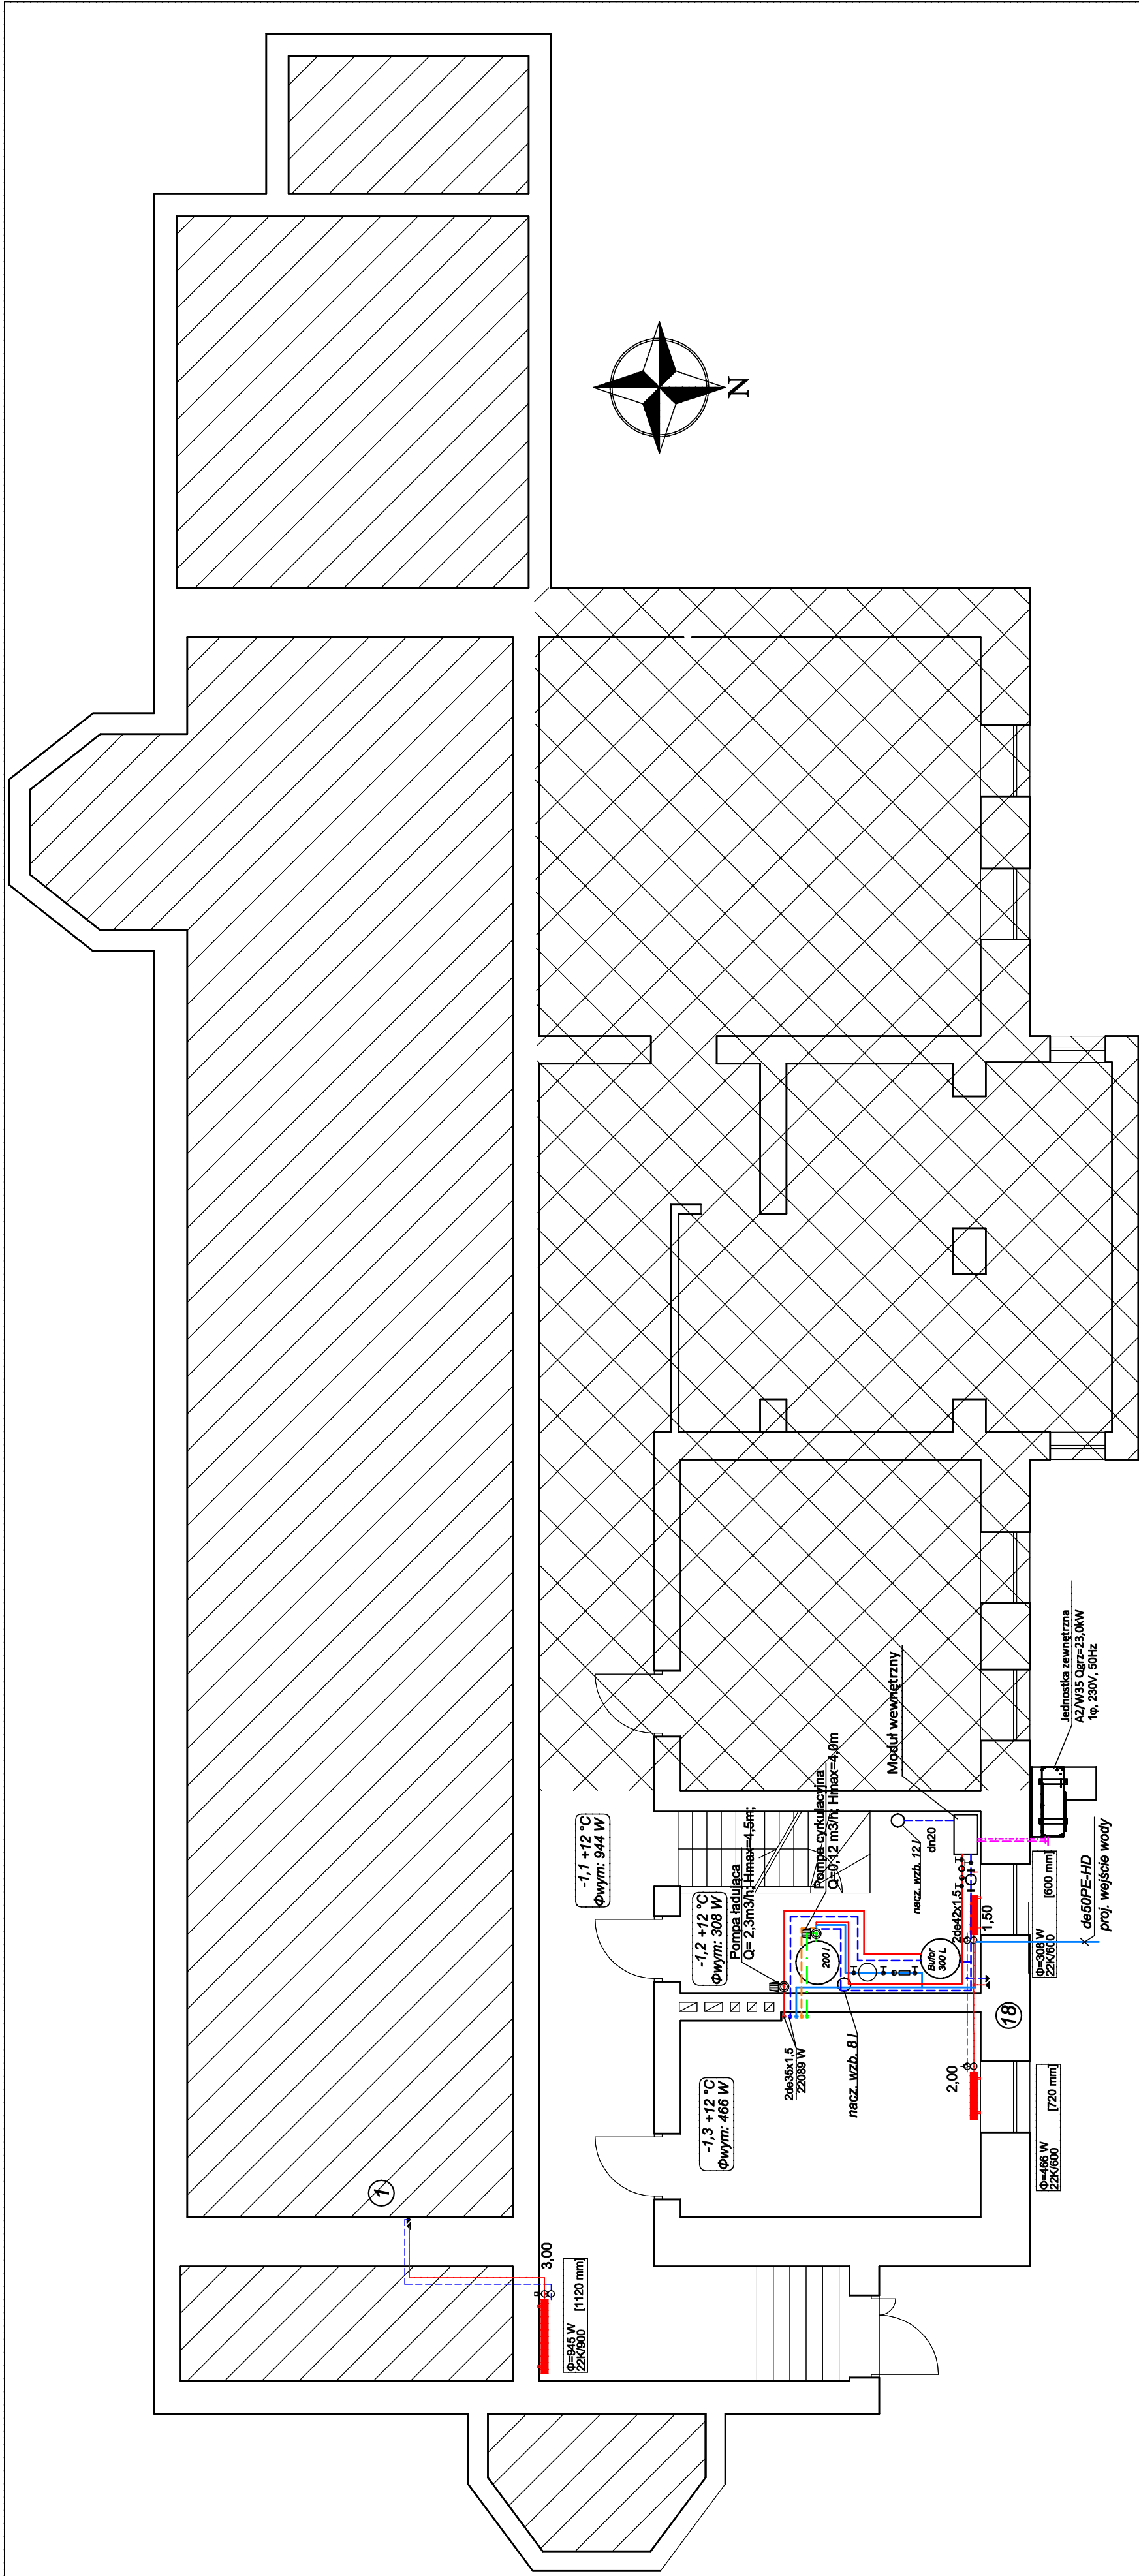 N
-1,1 +12 °C
Φwym: 944 W
-1,2 +12 °C
Φwym: 308 W
Pompa ładująca
Q= 2,3m3/h; Hmax=4,5m;
Pompa cyrkulacyjna
Q=0,12 m3/h; Hmax=4,0m
Moduł wewnętrzny
nacz. wzb. 12 l
dn20
2de42x1,5
1,50
200 l
Bufor
300 L
Jednostka zewnętrzna
A2/W35 Qgrz=23,0kW
1φ, 230V, 50Hz
de50PE-HD
proj. wejście wody
Φ=308 W
22K/600
[600 mm]
18
2de35x1,5
22089 W
nacz. wzb. 8 l
-1,3 +12 °C
Φwym: 466 W
2,00
Φ=466 W
22K/600
[720 mm]
1
3,00
Φ=945 W
22K/900
[1120 mm]